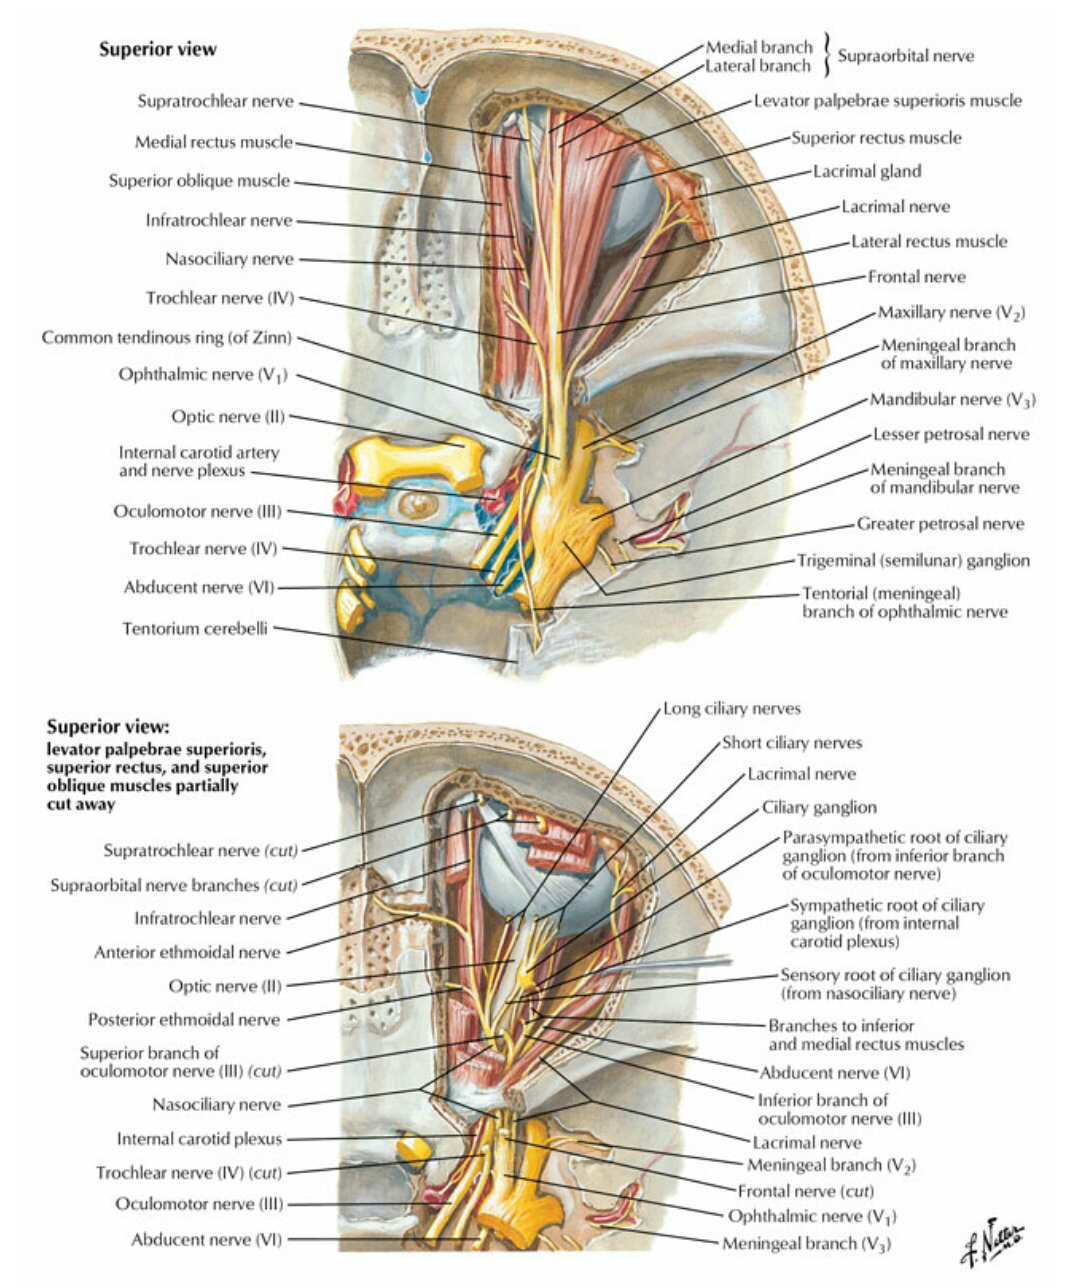 Superior view
Supratrochlear nerve
Medial rectus muscle
Superior oblique muscle
Infratrochlear nerve
Nasociliary nerve
Trochlear nerve (IV)
Common tendinous ring (of Zinn)
Ophthalmic nerve (V1)
Optic nerve (II)
Internal carotid artery
and nerve plexus
Oculomotor nerve (III)
Trochlear nerve (IV)
Abducent nerve (VI)
Tentorium cerebelli
Medial branch
Lateral branch
Supraorbital nerve
Levator palpebrae superioris muscle
Superior rectus muscle
Lacrimal gland
Lacrimal nerve
Lateral rectus muscle
Frontal nerve
Maxillary nerve (V2)
Meningeal branch
of maxillary nerve
Mandibular nerve (V3)
Lesser petrosal nerve
Meningeal branch
of mandibular nerve
Greater petrosal nerve
Trigeminal (semilunar) ganglion
Tentorial (meningeal)
branch of ophthalmic nerve
Superior view:
levator palpebrae superioris,
superior rectus, and superior
oblique muscles partially
cut away
Supratrochlear nerve (cut)
Supraorbital nerve branches (cut)
Infratrochlear nerve
Anterior ethmoidal nerve
Optic nerve (II)
Posterior ethmoidal nerve
Superior branch of
oculomotor nerve (III) (cut)
Nasociliary nerve
Internal carotid plexus
Trochlear nerve (IV) (cut)
Oculomotor nerve (III)
Abducent nerve (VI)
Long ciliary nerves
Short ciliary nerves
Lacrimal nerve
Ciliary ganglion
Parasympathetic root of ciliary
ganglion (from inferior branch
of oculomotor nerve)
Sympathetic root of ciliary
ganglion (from internal
carotid plexus)
Sensory root of ciliary ganglion
(from nasociliary nerve)
Branches to inferior
and medial rectus muscles
Abducent nerve (VI)
Inferior branch of
oculomotor nerve (III)
Lacrimal nerve
Meningeal branch (V2)
Frontal nerve (cut)
Ophthalmic nerve (V1)
Meningeal branch (V3)
F. Netter
M.D.